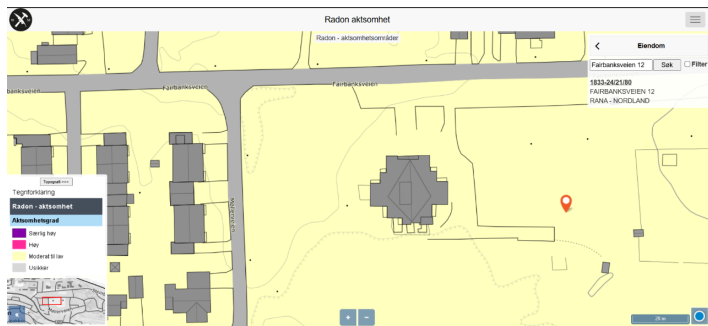 Radon aktsomhet
Radon - aktsomhetsområder
Eiendom
Fairbanksveien 12
Søk
Filter
1833-24/21/80
FAIRBANKSVEIEN 12
RANA - NORDLAND
Fairbanksveien
Fairbanksveien
Tegnforklaring
Radon - aktsomhet
Aktsomhetsgrad
Særlig høy
Høy
Moderat til lav
Usikker
+
−
20 m